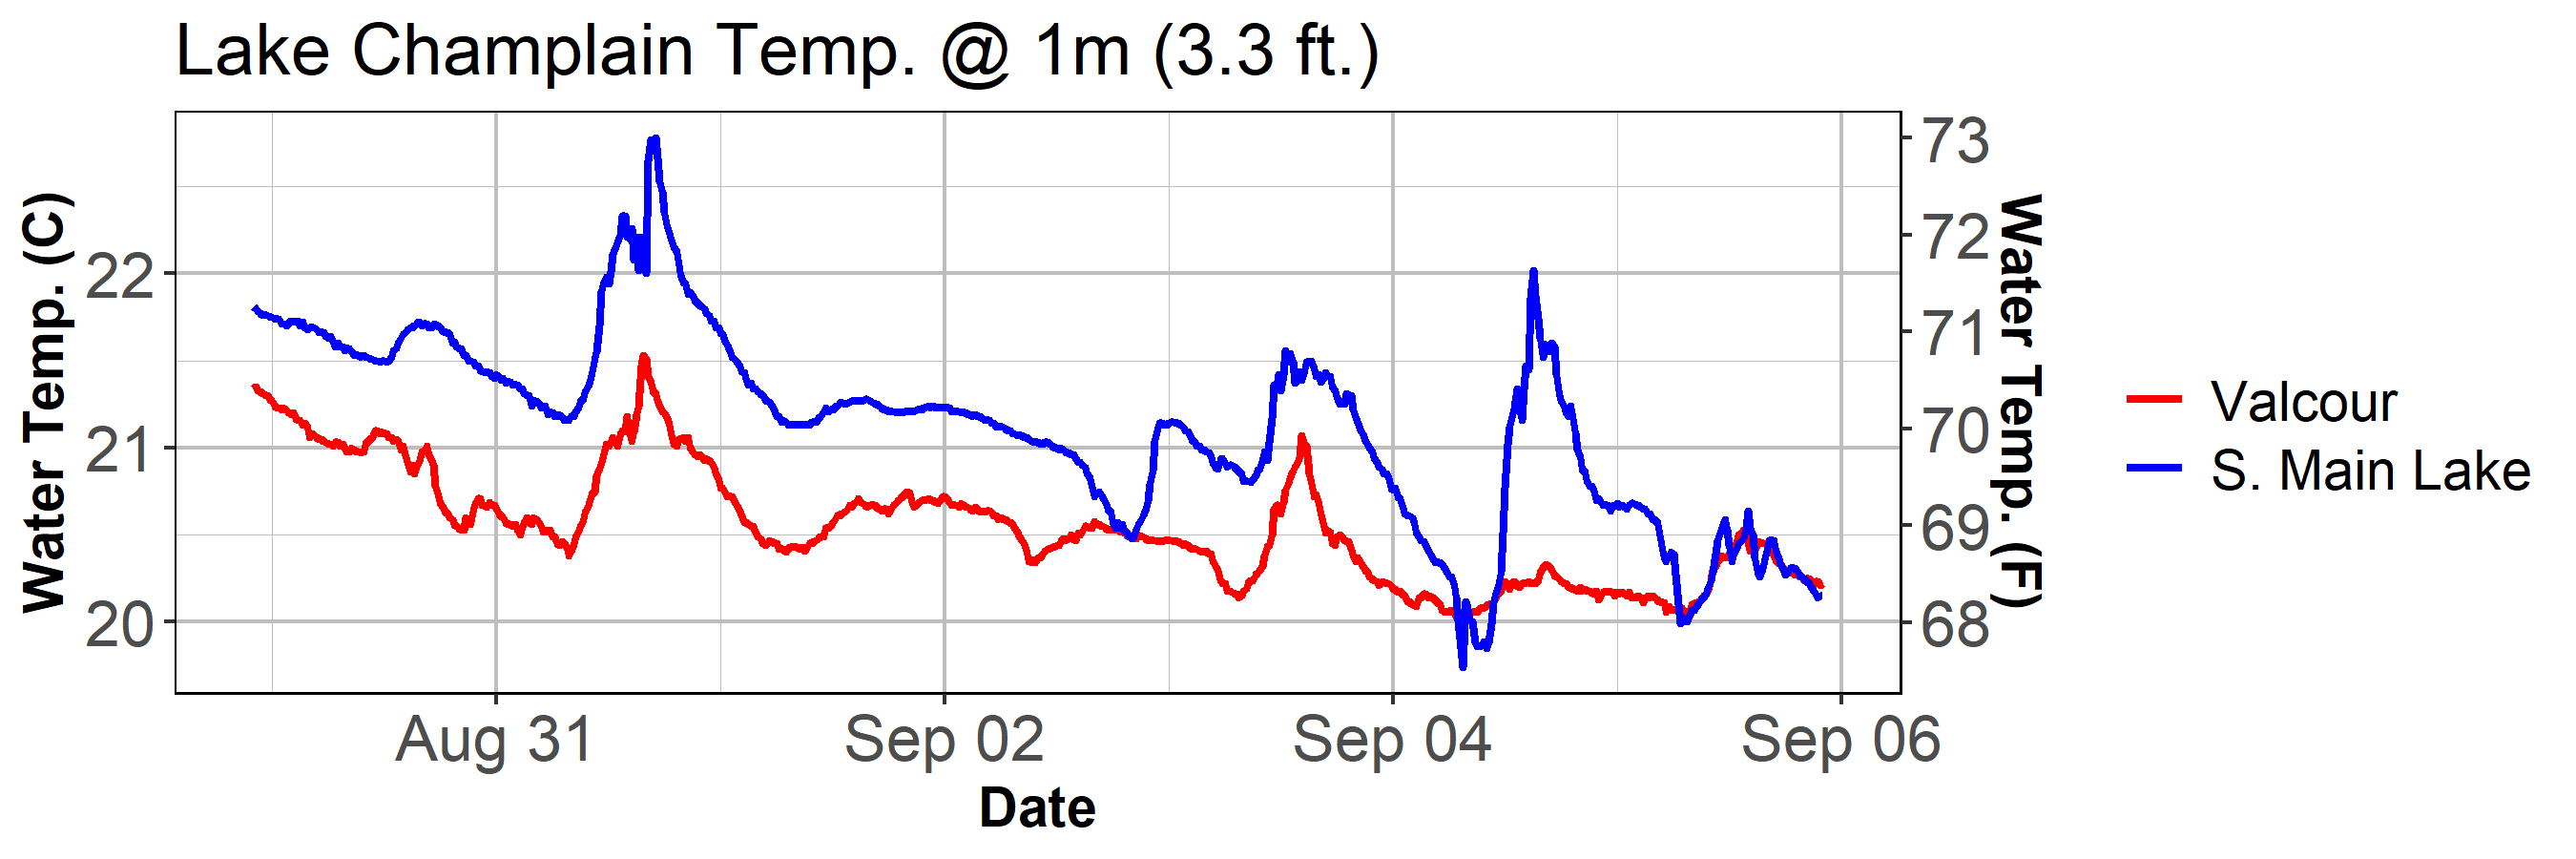 Lake Champlain Temp. @ 1m (3.3 ft.)
Water Temp. (C)
22
21
20
73
72
71
70
69
68
Water Temp. (F)
Aug 31
Sep 02
Sep 04
Sep 06
Date
Valcour
S. Main Lake